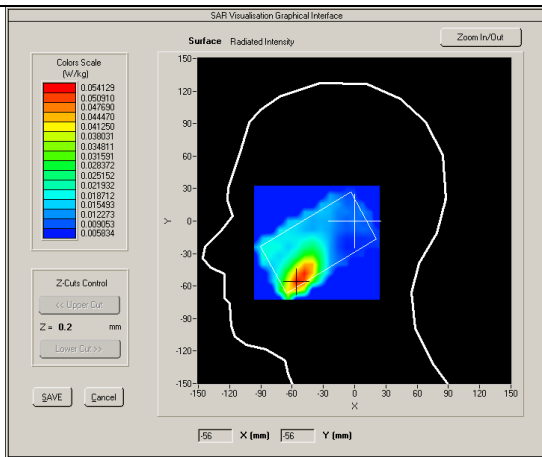 SAR Visualisation Graphical Interface
Surface Radiated Intensity
Zoom In/Out
Colors Scale
(W/kg)
0.054129
0.050910
0.047690
0.044470
0.041250
0.038031
0.034811
0.031591
0.028372
0.025152
0.021932
0.018712
0.015493
0.012273
0.009053
0.005834
Z-Cuts Control
<< Upper Cut
Z = 0.2 mm
Lower Cut >>
SAVE Cancel
150
120
90
60
30
Y 0
-30
-60
-90
-120
-150
-150 -120 -90 -60 -30 0 30 60 90 120 150
X
-56 X (mm) -56 Y (mm)